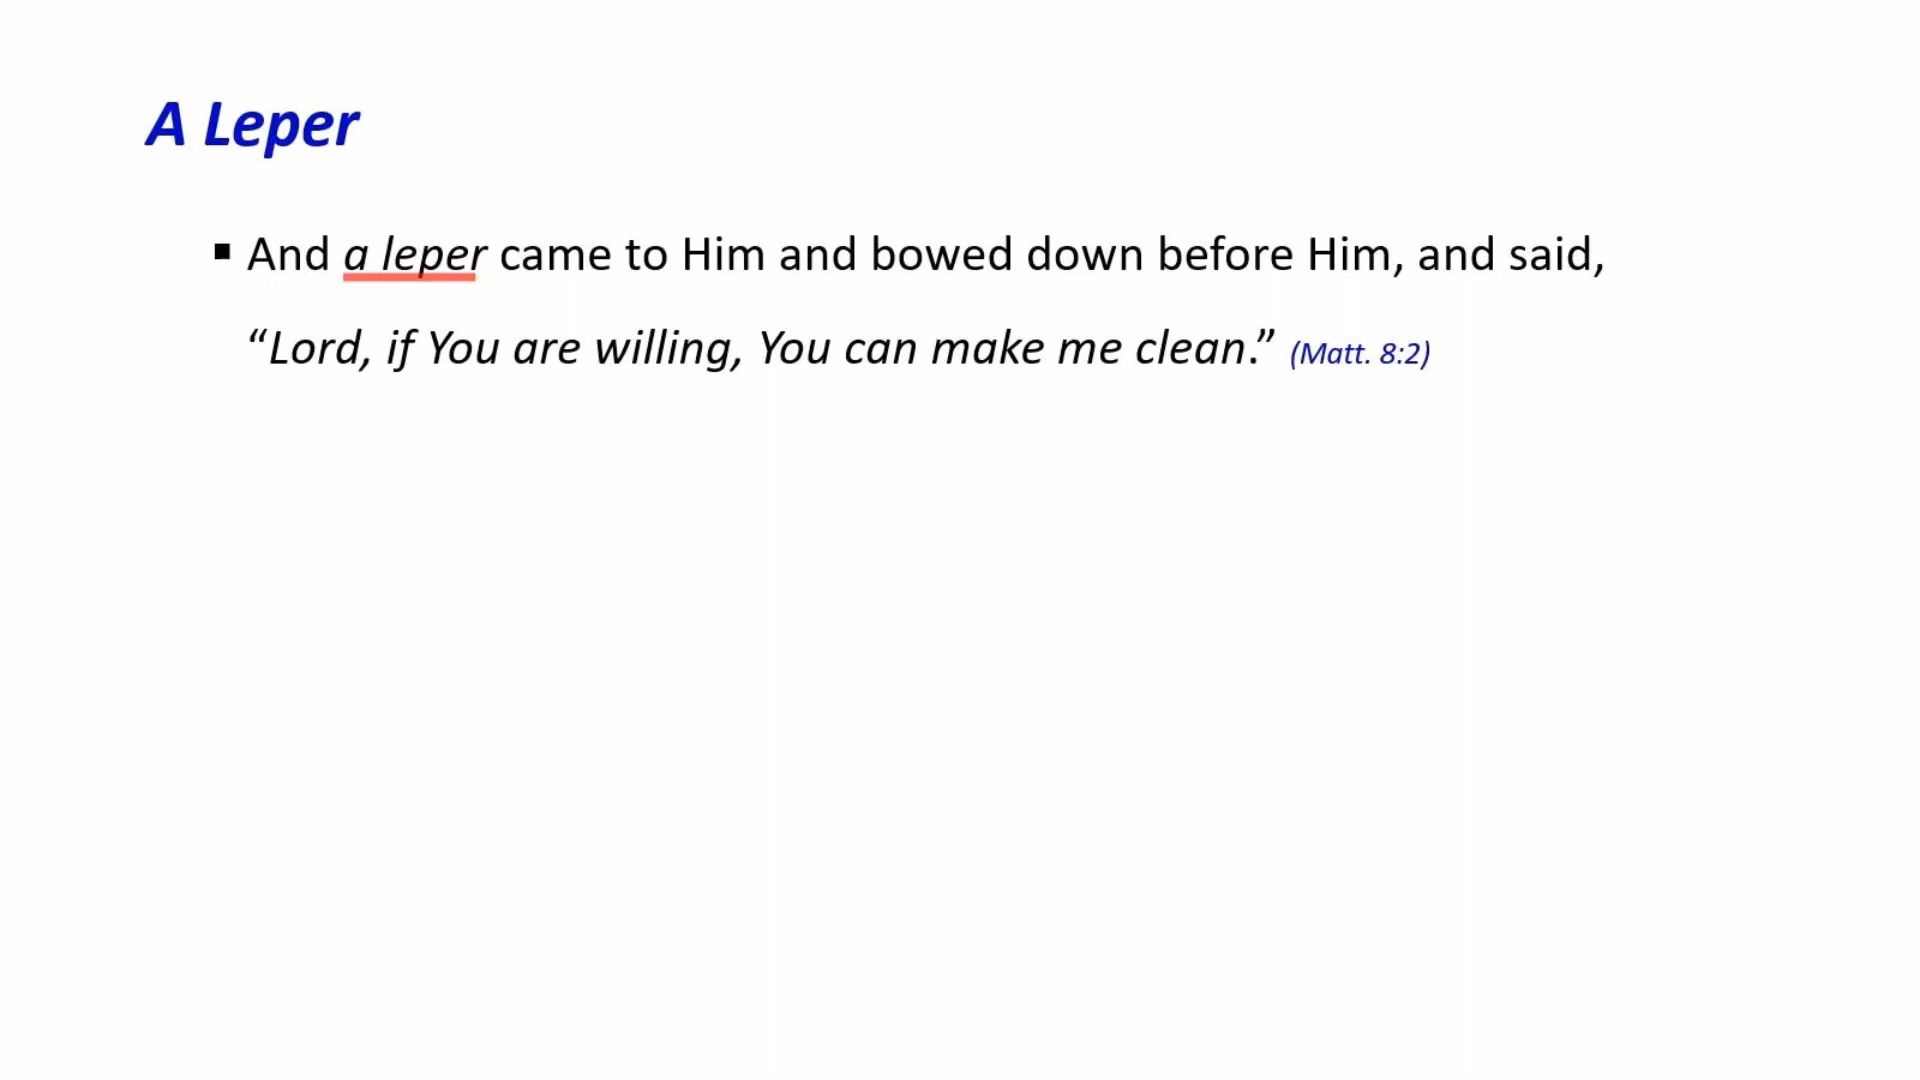 A Leper
▪ And a leper came to Him and bowed down before Him, and said,
“Lord, if You are willing, You can make me clean.” (Matt. 8:2)